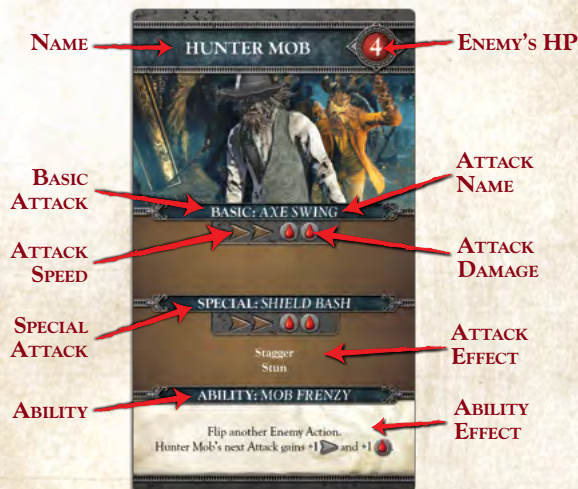 NAME
HUNTER MOB
4
ENEMY'S HP
BASIC
ATTACK
ATTACK
NAME
BASIC: AXE SWING
ATTACK
SPEED
ATTACK
DAMAGE
SPECIAL
ATTACK
SPECIAL: SHIELD BASH
ATTACK
EFFECT
Stagger
Stun
ABILITY
ABILITY: MOB FRENZY
ABILITY
EFFECT
Flip another Enemy Action.
Hunter Mob's next Attack gains +1 and +1 .